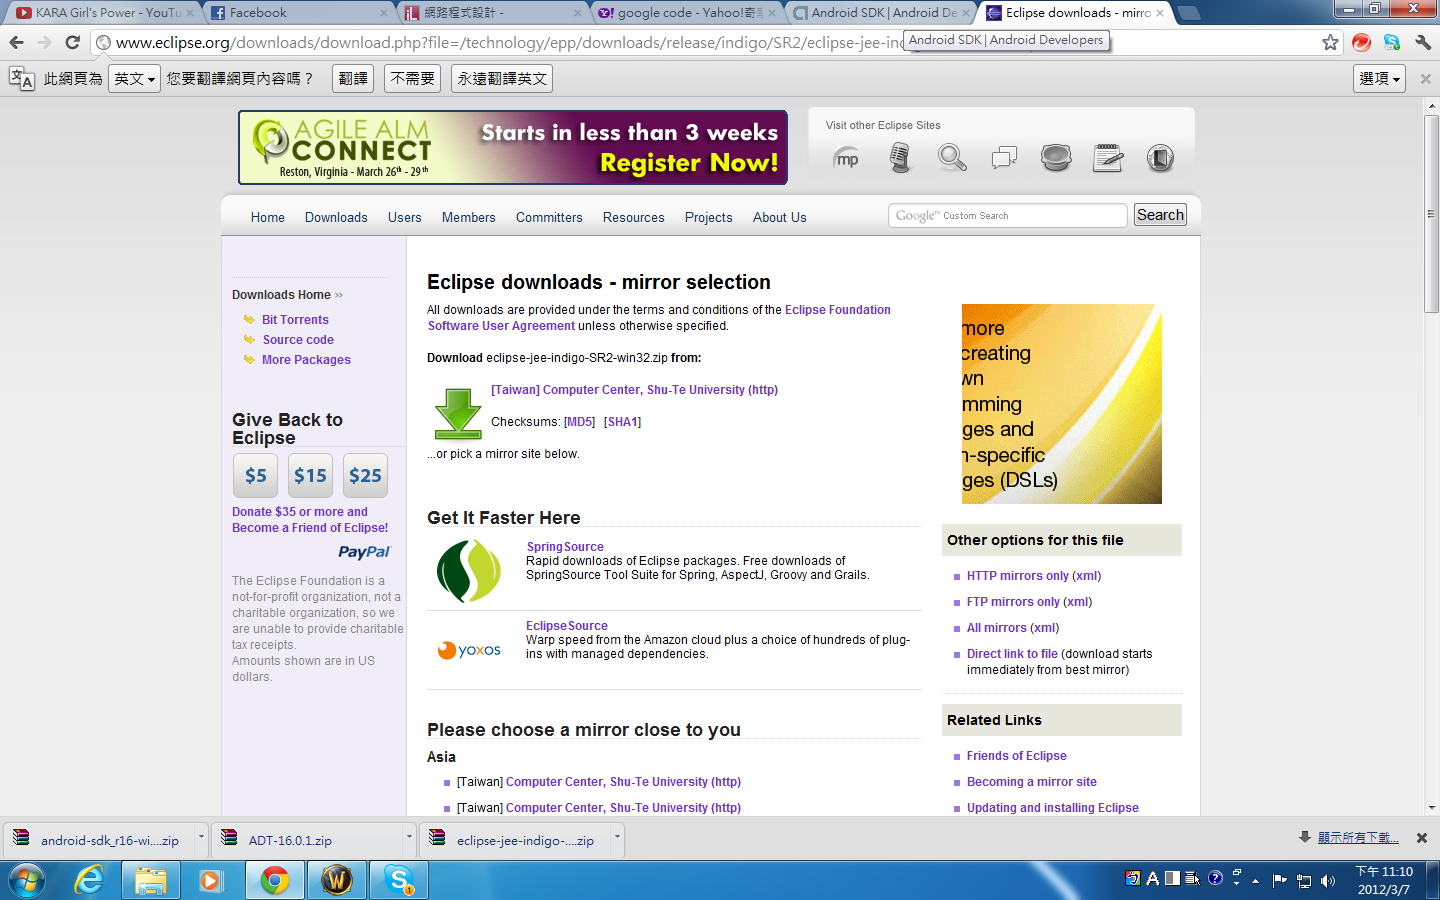 KARA Girl's Power - YouTu
Facebook
網路程式設計 -
google code - Yahoo!奇摩
Android SDK | Android De
Eclipse downloads - mirro
www.eclipse.org/downloads/download.php?file=/technology/epp/downloads/release/indigo/SR2/eclipse-jee-ind
Android SDK | Android Developers
此網頁為 英文 您要翻譯網頁內容嗎？ 翻譯 不需要 永遠翻譯英文 選項
AGILE ALM
CONNECT
Reston, Virginia - March 26th - 29th
Starts in less than 3 weeks
Register Now!
Visit other Eclipse Sites
mp
Home Downloads Users Members Committers Resources Projects About Us
Google™ Custom Search
Search
Downloads Home »
Bit Torrents
Source code
More Packages
Give Back to
Eclipse
$5 $15 $25
Donate $35 or more and
Become a Friend of Eclipse!
PayPal
The Eclipse Foundation is a
not-for-profit organization, not a
charitable organization, so we
are unable to provide charitable
tax receipts.
Amounts shown are in US
dollars.
Eclipse downloads - mirror selection
All downloads are provided under the terms and conditions of the Eclipse Foundation
Software User Agreement unless otherwise specified.
Download eclipse-jee-indigo-SR2-win32.zip from:
[Taiwan] Computer Center, Shu-Te University (http)
Checksums: [MD5] [SHA1]
...or pick a mirror site below.
Get It Faster Here
SpringSource
Rapid downloads of Eclipse packages. Free downloads of
SpringSource Tool Suite for Spring, AspectJ, Groovy and Grails.
yoxos
EclipseSource
Warp speed from the Amazon cloud plus a choice of hundreds of plug-
ins with managed dependencies.
Please choose a mirror close to you
Asia
[Taiwan] Computer Center, Shu-Te University (http)
[Taiwan] Computer Center, Shu-Te University (http)
more
creating
wn
mming
ges and
n-specific
ges (DSLs)
Other options for this file
HTTP mirrors only (xml)
FTP mirrors only (xml)
All mirrors (xml)
Direct link to file (download starts
immediately from best mirror)
Related Links
Friends of Eclipse
Becoming a mirror site
Updating and installing Eclipse
android-sdk_r16-wi....zip
ADT-16.0.1.zip
eclipse-jee-indigo-....zip
顯示所有下載...
A
下午 11:10
2012/3/7